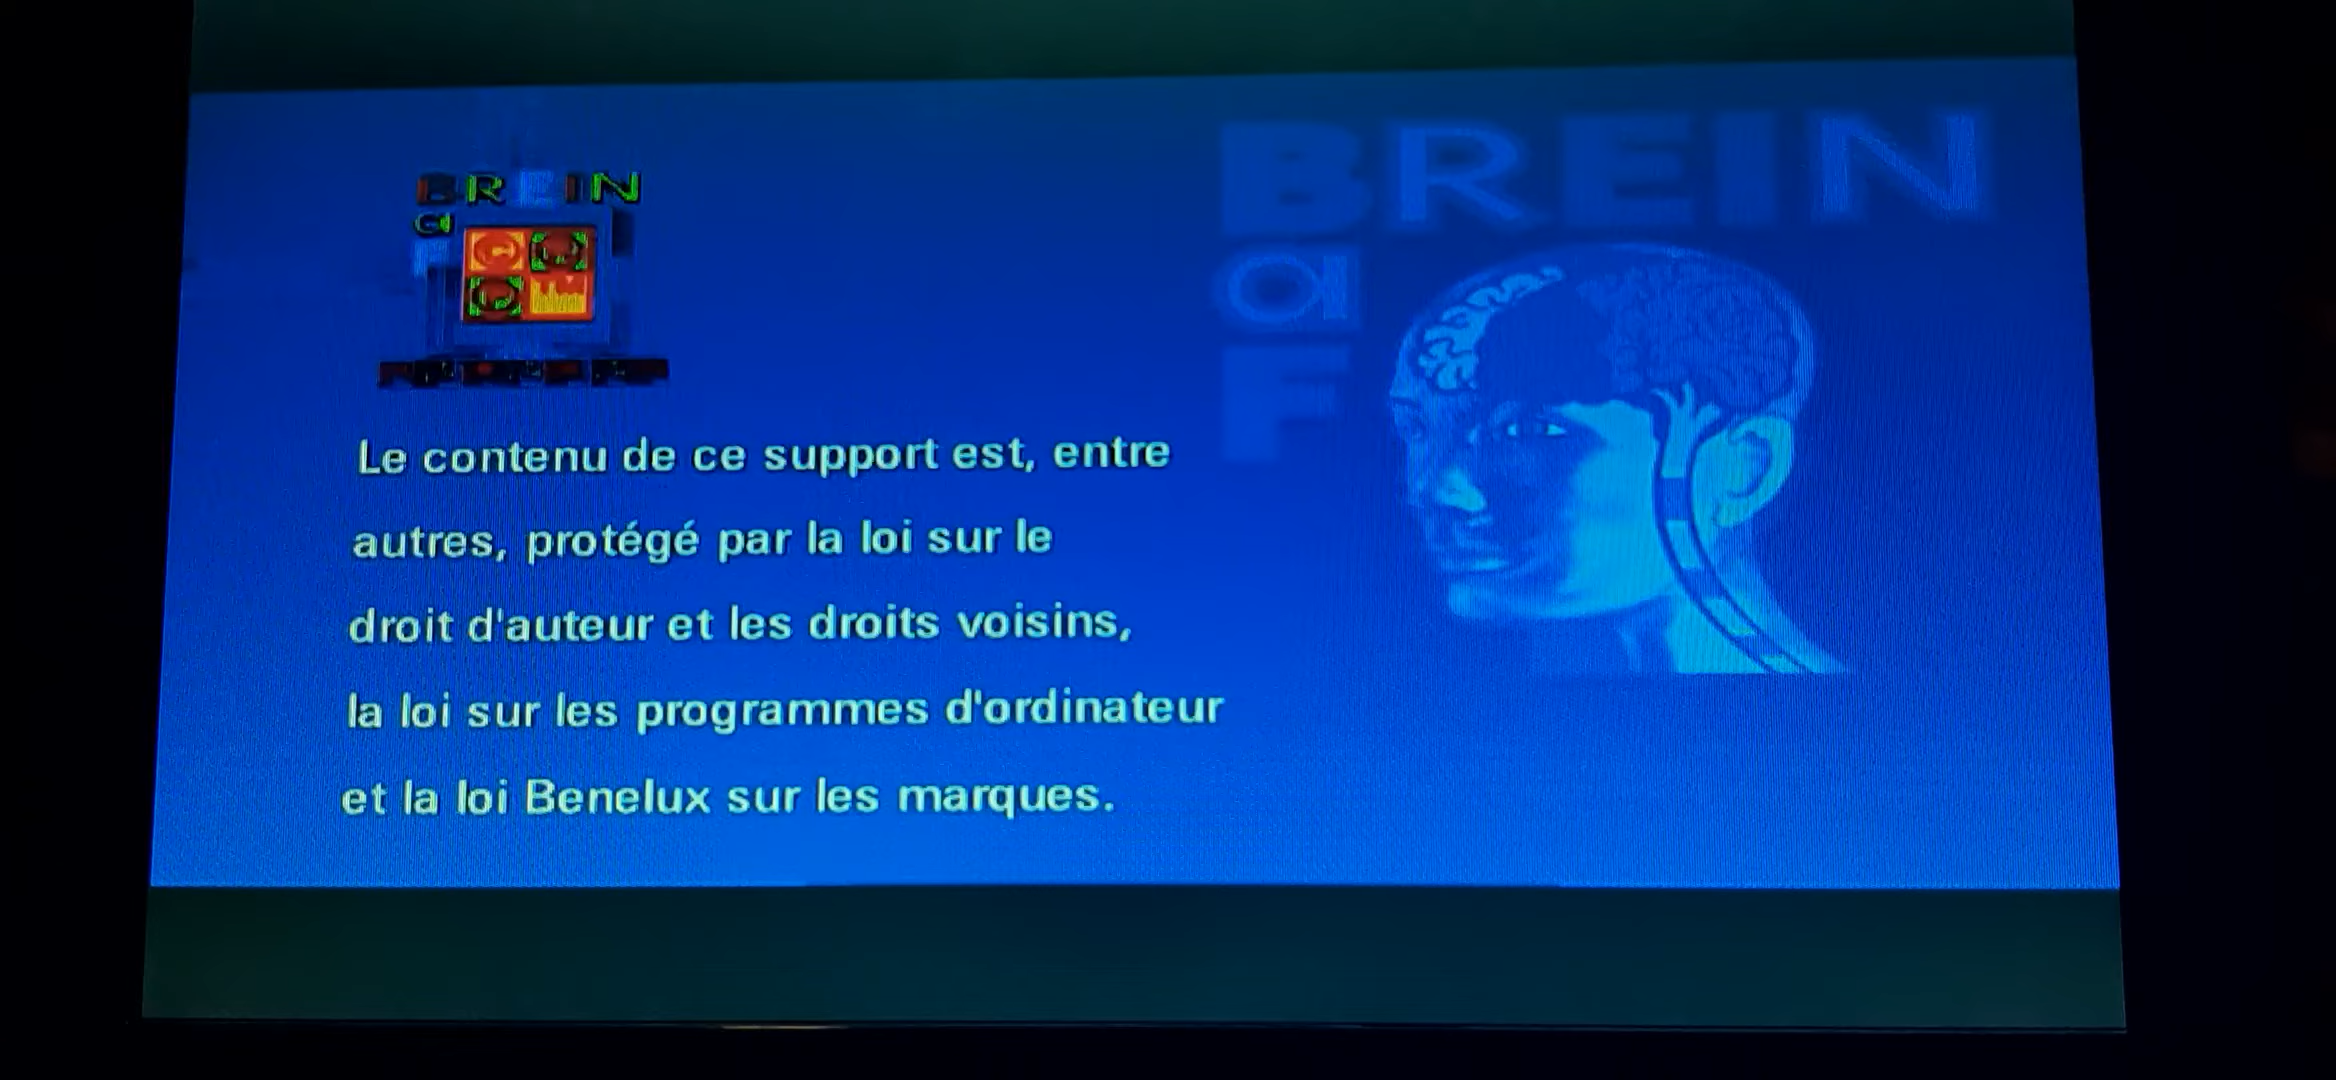 BREIN
a
F
BREIN
a
F
Le contenu de ce support est, entre
autres, protégé par la loi sur le
droit d'auteur et les droits voisins,
la loi sur les programmes d'ordinateur
et la loi Benelux sur les marques.